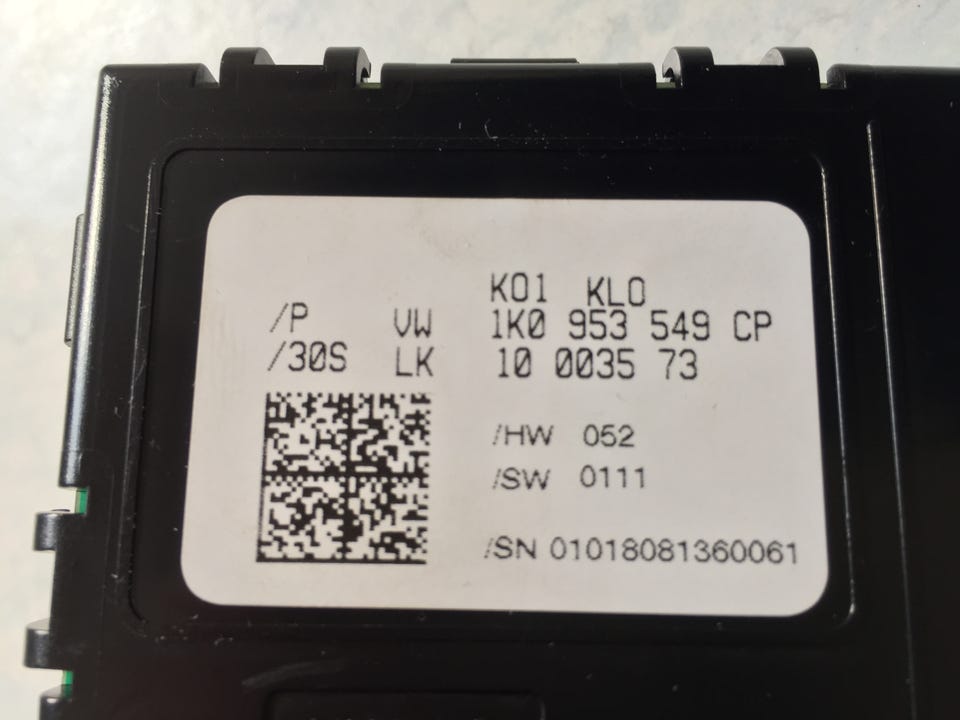 K01 KLO
/P VW 1K0 953 549 CP
/30S LK 10 0035 73
/HW 052
/SW 0111
/SN 01018081360061